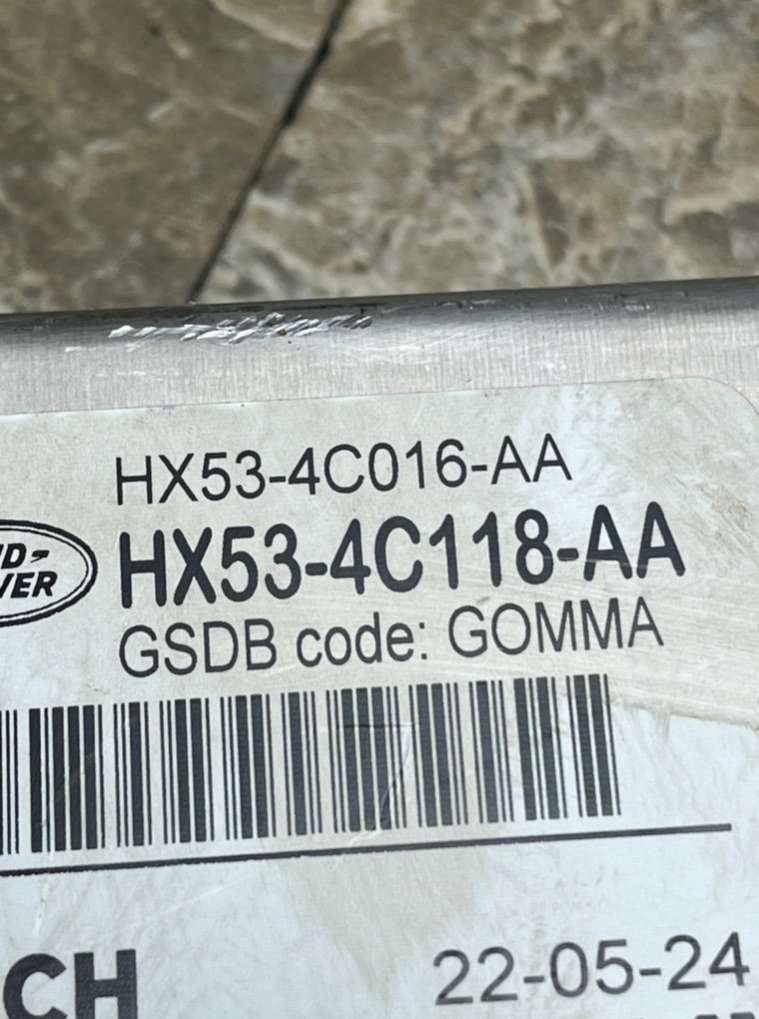 HX53-4C016-AA
HX53-4C118-AA
GSDB code: GOMMA
CH
22-05-24